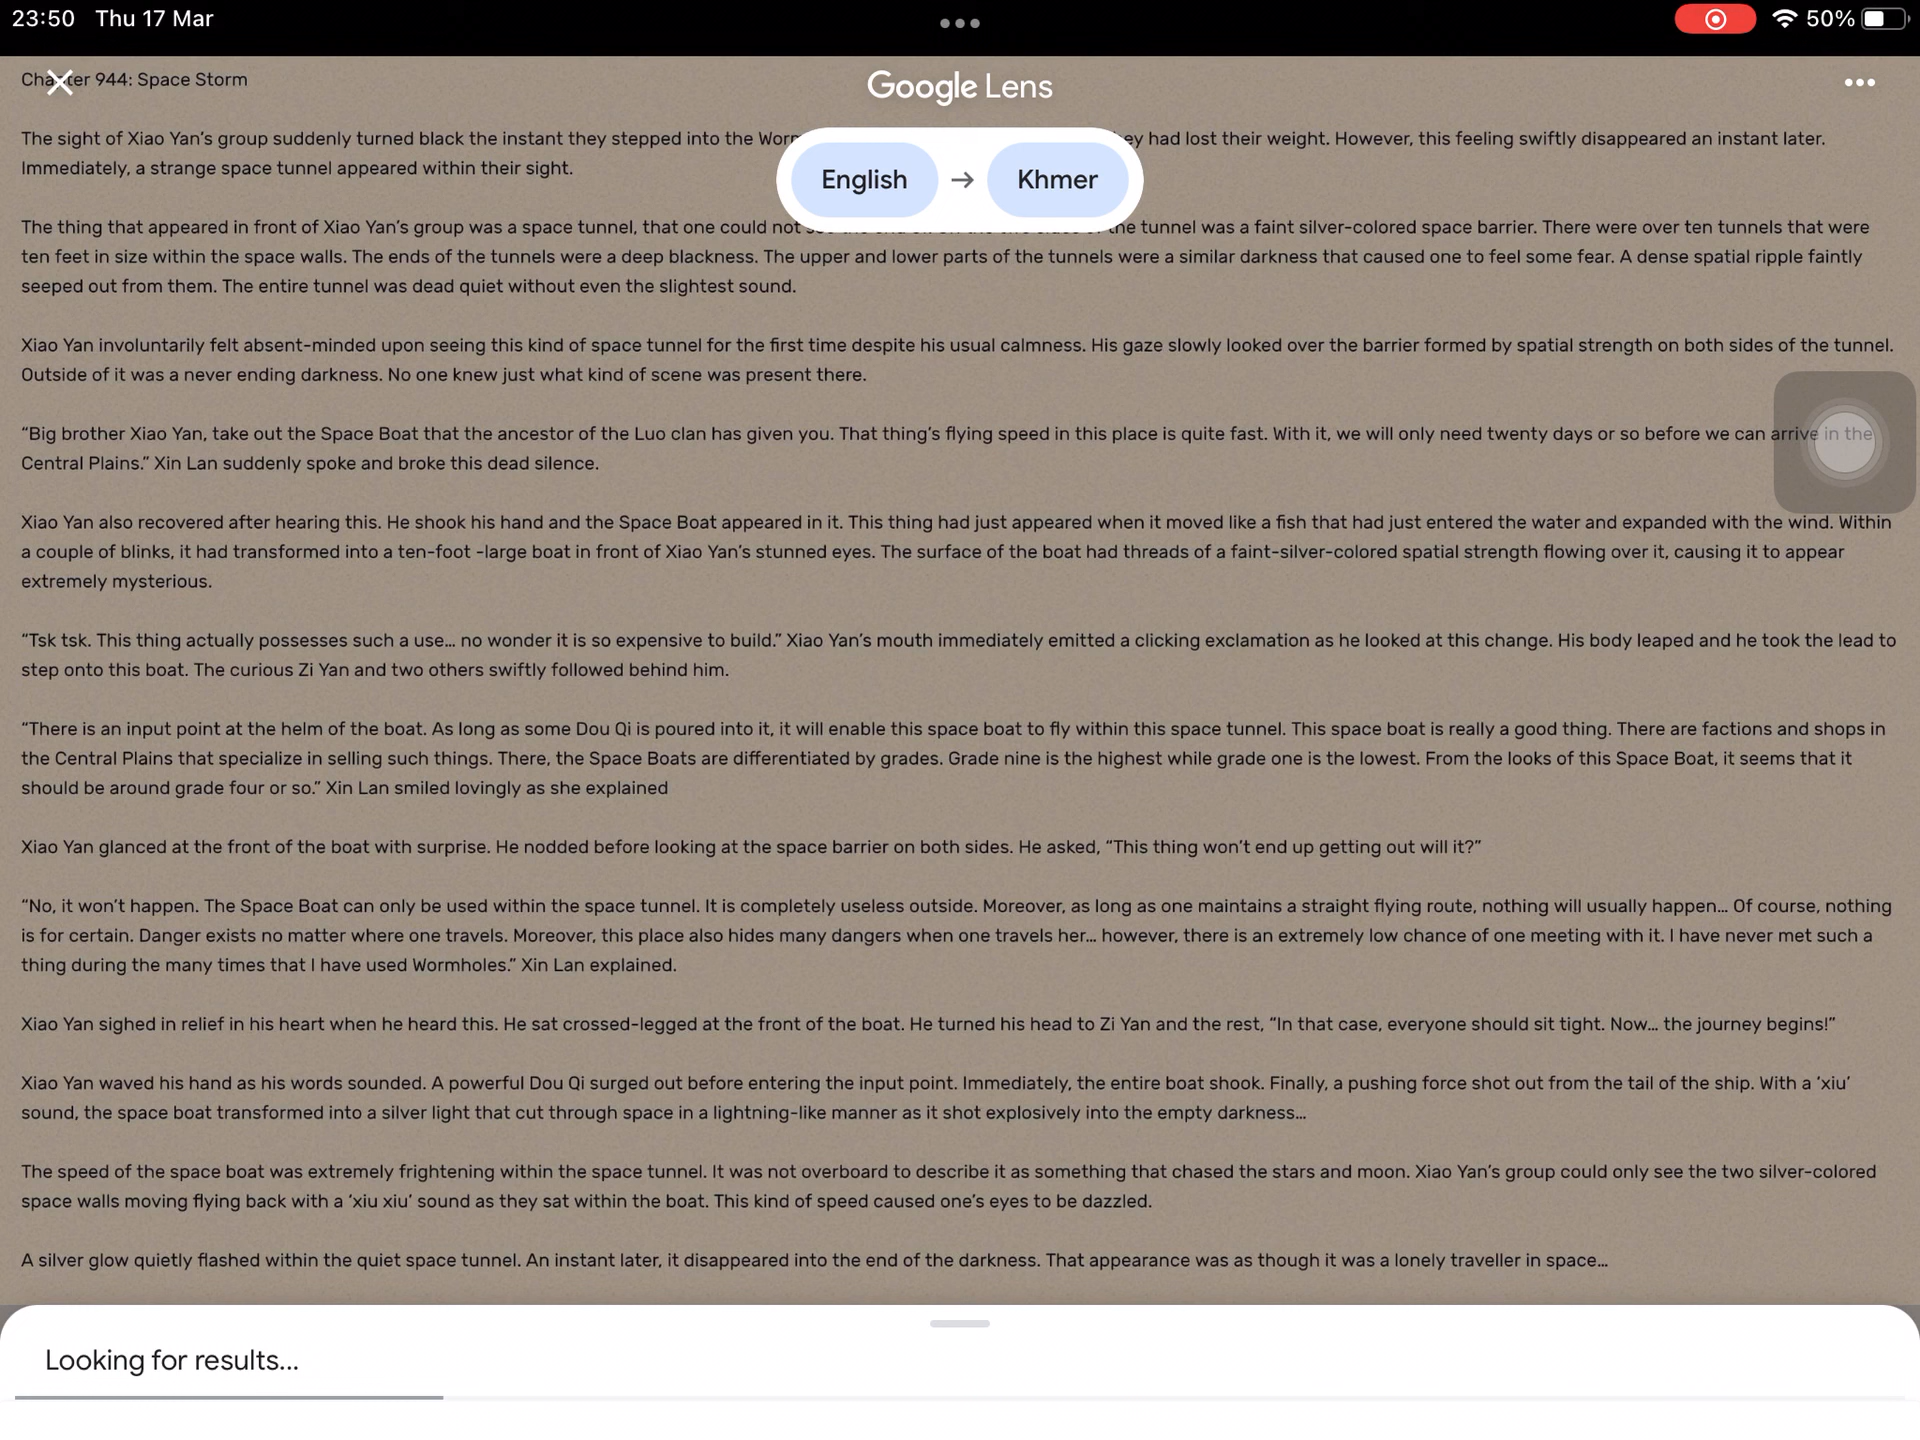 23:50 Thu 17 Mar
50%
Chapter 944: Space Storm
Google Lens
The sight of Xiao Yan’s group suddenly turned black the instant they stepped into the ey had lost their weight. However, this feeling swiftly disappeared an instant later.
Immediately, a strange space tunnel appeared within their sight.
English → Khmer
The thing that appeared in front of Xiao Yan’s group was a space tunnel, that one could not the tunnel was a faint silver-colored space barrier. There were over ten tunnels that were
ten feet in size within the space walls. The ends of the tunnels were a deep blackness. The upper and lower parts of the tunnels were a similar darkness that caused one to feel some fear. A dense spatial ripple faintly
seeped out from them. The entire tunnel was dead quiet without even the slightest sound.
Xiao Yan involuntarily felt absent-minded upon seeing this kind of space tunnel for the first time despite his usual calmness. His gaze slowly looked over the barrier formed by spatial strength on both sides of the tunnel.
Outside of it was a never ending darkness. No one knew just what kind of scene was present there.
“Big brother Xiao Yan, take out the Space Boat that the ancestor of the Luo clan has given you. That thing’s flying speed in this place is quite fast. With it, we will only need twenty days or so before we can arrive in the
Central Plains.” Xin Lan suddenly spoke and broke this dead silence.
Xiao Yan also recovered after hearing this. He shook his hand and the Space Boat appeared in it. This thing had just appeared when it moved like a fish that had just entered the water and expanded with the wind. Within
a couple of blinks, it had transformed into a ten-foot -large boat in front of Xiao Yan’s stunned eyes. The surface of the boat had threads of a faint-silver-colored spatial strength flowing over it, causing it to appear
extremely mysterious.
“Tsk tsk. This thing actually possesses such a use… no wonder it is so expensive to build.” Xiao Yan’s mouth immediately emitted a clicking exclamation as he looked at this change. His body leaped and he took the lead to
step onto this boat. The curious Zi Yan and two others swiftly followed behind him.
“There is an input point at the helm of the boat. As long as some Dou Qi is poured into it, it will enable this space boat to fly within this space tunnel. This space boat is really a good thing. There are factions and shops in
the Central Plains that specialize in selling such things. There, the Space Boats are differentiated by grades. Grade nine is the highest while grade one is the lowest. From the looks of this Space Boat, it seems that it
should be around grade four or so.” Xin Lan smiled lovingly as she explained
Xiao Yan glanced at the front of the boat with surprise. He nodded before looking at the space barrier on both sides. He asked, “This thing won’t end up getting out will it?”
“No, it won’t happen. The Space Boat can only be used within the space tunnel. It is completely useless outside. Moreover, as long as one maintains a straight flying route, nothing will usually happen… Of course, nothing
is for certain. Danger exists no matter where one travels. Moreover, this place also hides many dangers when one travels her… however, there is an extremely low chance of one meeting with it. I have never met such a
thing during the many times that I have used Wormholes.” Xin Lan explained.
Xiao Yan sighed in relief in his heart when he heard this. He sat crossed-legged at the front of the boat. He turned his head to Zi Yan and the rest, “In that case, everyone should sit tight. Now… the journey begins!”
Xiao Yan waved his hand as his words sounded. A powerful Dou Qi surged out before entering the input point. Immediately, the entire boat shook. Finally, a pushing force shot out from the tail of the ship. With a ‘xiu’
sound, the space boat transformed into a silver light that cut through space in a lightning-like manner as it shot explosively into the empty darkness…
The speed of the space boat was extremely frightening within the space tunnel. It was not overboard to describe it as something that chased the stars and moon. Xiao Yan’s group could only see the two silver-colored
space walls moving flying back with a ‘xiu xiu’ sound as they sat within the boat. This kind of speed caused one’s eyes to be dazzled.
A silver glow quietly flashed within the quiet space tunnel. An instant later, it disappeared into the end of the darkness. That appearance was as though it was a lonely traveller in space…
Looking for results...